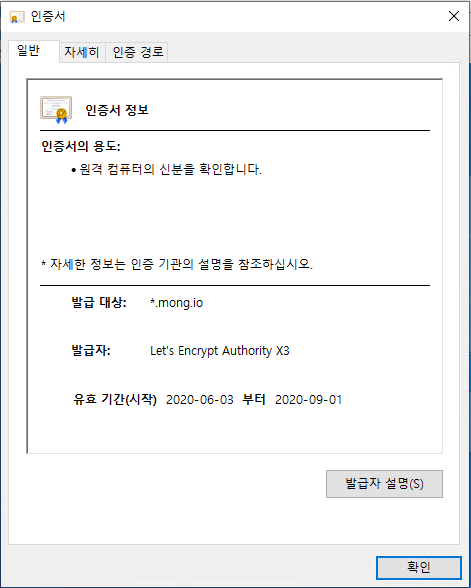 인증서
일반 자세히 인증 경로
인증서 정보
인증서의 용도:
• 원격 컴퓨터의 신분을 확인합니다.
* 자세한 정보는 인증 기관의 설명을 참조하십시오.
발급 대상: *.mong.io
발급자: Let's Encrypt Authority X3
유효 기간(시작) 2020-06-03 부터 2020-09-01
발급자 설명(S)
확인